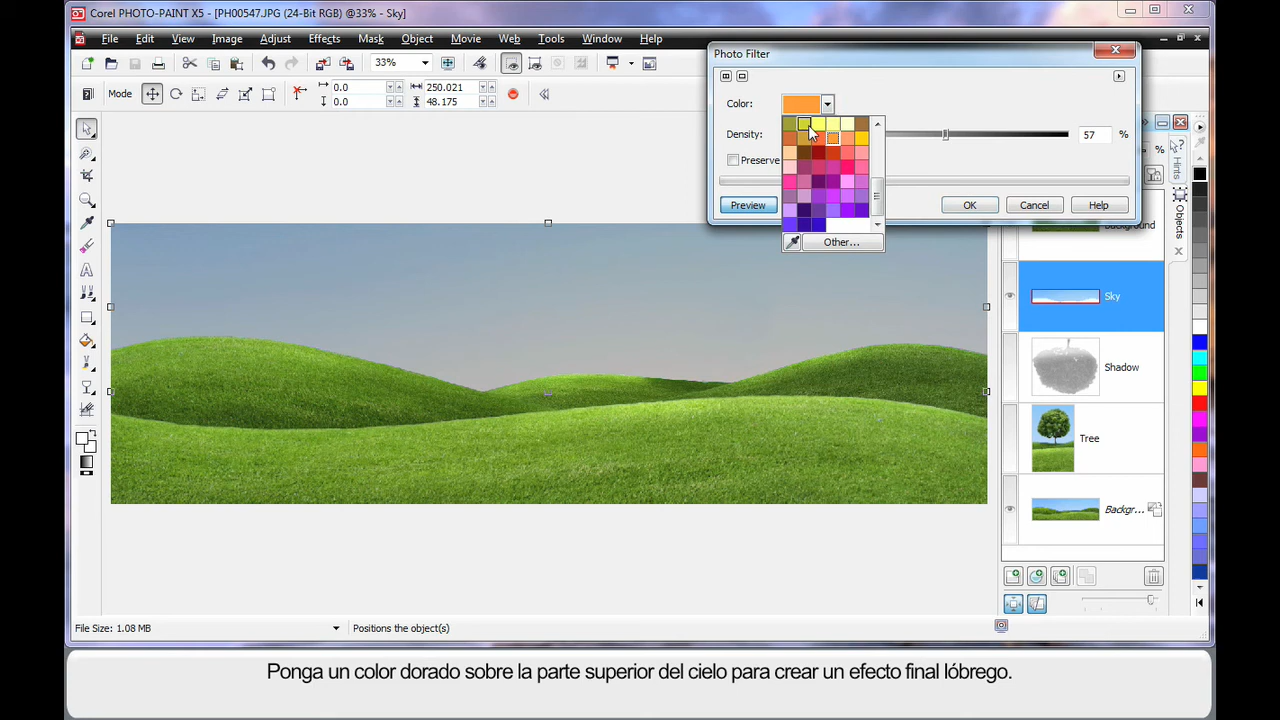 Corel PHOTO-PAINT X5 - [PH00547.JPG (24-Bit RGB) @33% - Sky]
File Edit View Image Adjust Effects Mask Object Movie Web Tools Window Help
33%
Mode 0.0 0.0 250.021 48.175
Photo Filter
Color:
Density: 57 %
Preserve
Preview OK Cancel Help
Other...
%
Hints
Objects
Background
Sky
Shadow
Tree
Backgr...
File Size: 1.08 MB Positions the object(s)
Ponga un color dorado sobre la parte superior del cielo para crear un efecto final lóbrego.